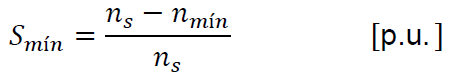 S_mín = (n_s − n_mín) / n_s [p.u.]